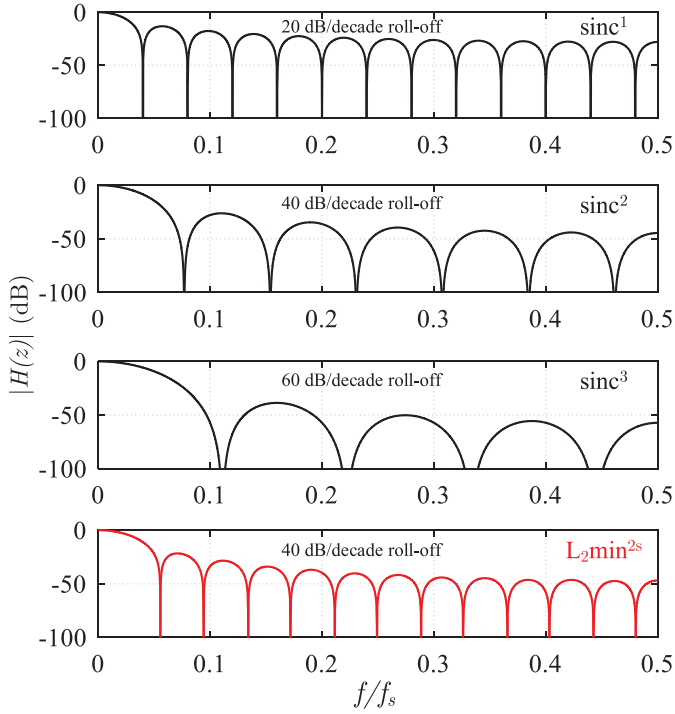 0
20 dB/decade roll-off
sinc¹
-50
-100
0 0.1 0.2 0.3 0.4 0.5
0
40 dB/decade roll-off
sinc²
-50
-100
0 0.1 0.2 0.3 0.4 0.5
|H(z)| (dB)
0
60 dB/decade roll-off
sinc³
-50
-100
0 0.1 0.2 0.3 0.4 0.5
0
40 dB/decade roll-off
L₂min²ˢ
-50
-100
0 0.1 0.2 0.3 0.4 0.5
f/fₛ